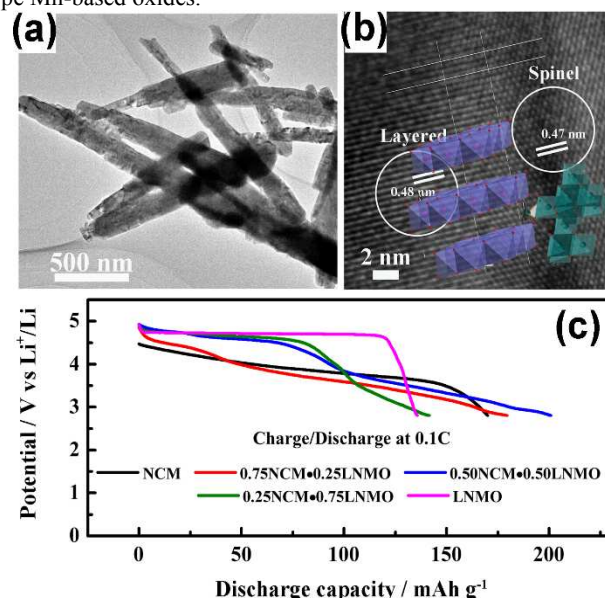 Mn-based oxides.
(a)
500 nm
(b)
Spinel
0.47 nm
Layered
0.48 nm
2 nm
(c)
Potential / V vs Li⁺/Li
5
4
3
2
1
0
Charge/Discharge at 0.1C
NCM 0.75NCM•0.25LNMO 0.50NCM•0.50LNMO
0.25NCM•0.75LNMO LNMO
0 50 100 150 200
Discharge capacity / mAh g⁻¹